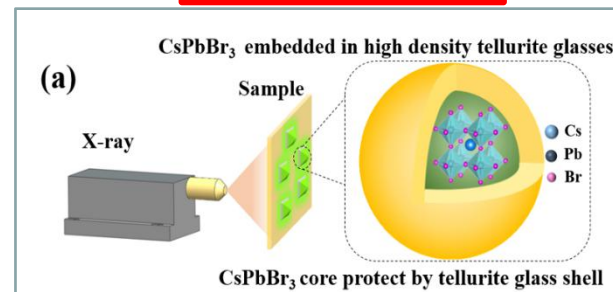 CsPbBr₃ embedded in high density tellurite glasses
(a)
Sample
X-ray
Cs
Pb
Br
CsPbBr₃ core protect by tellurite glass shell